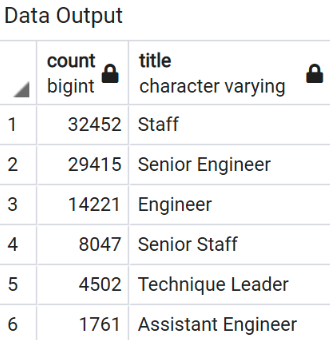 Data Output
count title
bigint character varying
1 32452 Staff
2 29415 Senior Engineer
3 14221 Engineer
4 8047 Senior Staff
5 4502 Technique Leader
6 1761 Assistant Engineer